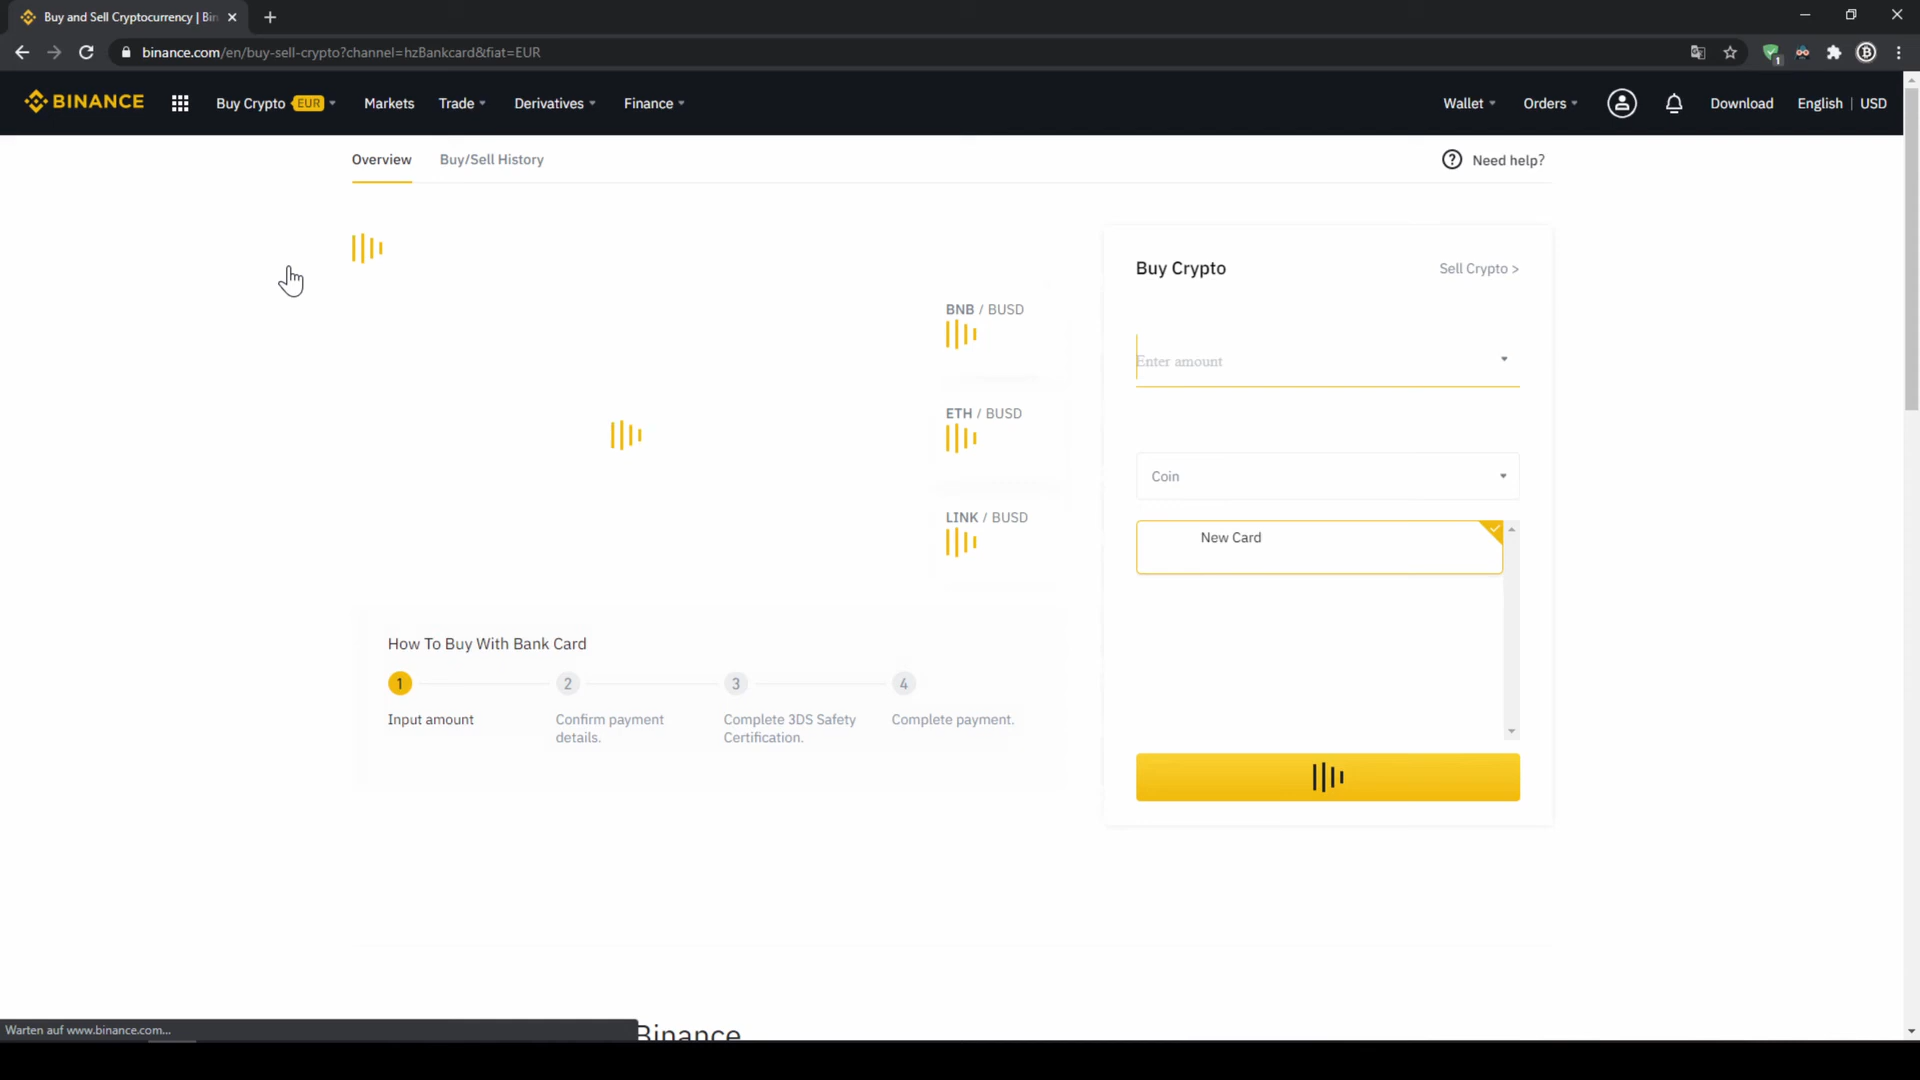 Buy and Sell Cryptocurrency | Bin
binance.com/en/buy-sell-crypto?channel=hzBankcard&fiat=EUR
1
BINANCE
Buy Crypto EUR
Markets
Trade
Derivatives
Finance
Wallet
Orders
Download
English | USD
Overview
Buy/Sell History
Need help?
BNB / BUSD
ETH / BUSD
LINK / BUSD
How To Buy With Bank Card
1
2
3
4
Input amount
Confirm payment
details.
Complete 3DS Safety
Certification.
Complete payment.
Buy Crypto
Sell Crypto >
Enter amount
Coin
New Card
Binance
Warten auf www.binance.com...